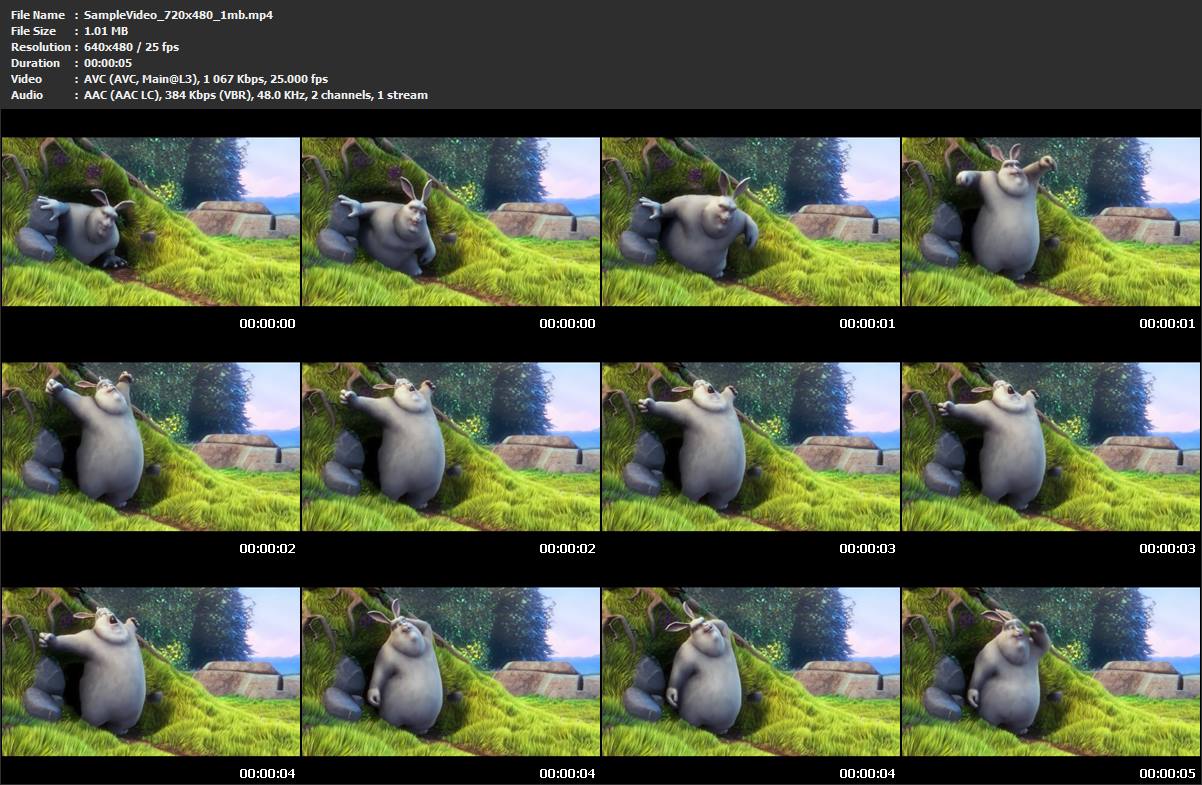 File Name : SampleVideo_720x480_1mb.mp4
File Size : 1.01 MB
Resolution : 640x480 / 25 fps
Duration : 00:00:05
Video : AVC (AVC, Main@L3), 1 067 Kbps, 25.000 fps
Audio : AAC (AAC LC), 384 Kbps (VBR), 48.0 KHz, 2 channels, 1 stream
00:00:00 00:00:00 00:00:01 00:00:01
00:00:02 00:00:02 00:00:03 00:00:03
00:00:04 00:00:04 00:00:04 00:00:05